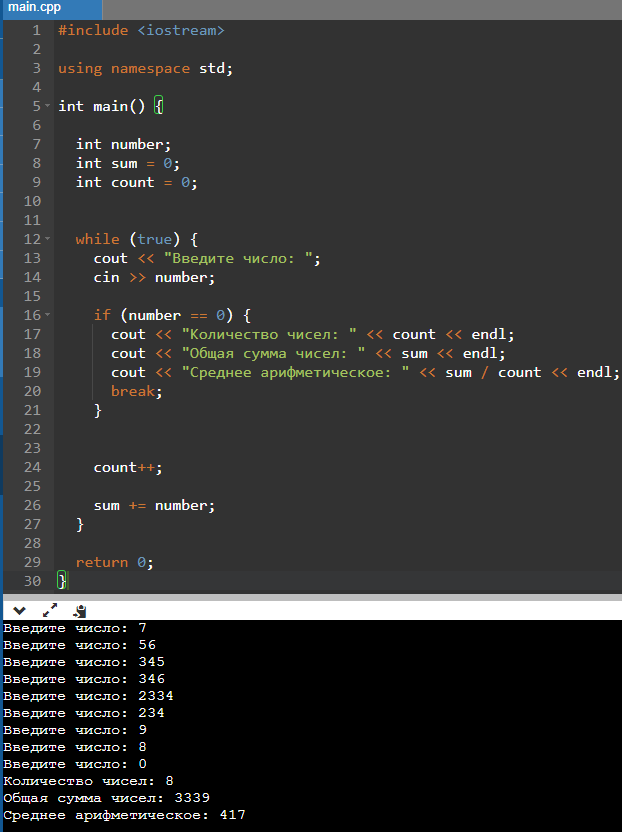 main.cpp
1 #include <iostream>
2
3 using namespace std;
4
5 int main() {
6
7 int number;
8 int sum = 0;
9 int count = 0;
10
11
12 while (true) {
13 cout << "Введите число: ";
14 cin >> number;
15
16 if (number == 0) {
17 cout << "Количество чисел: " << count << endl;
18 cout << "Общая сумма чисел: " << sum << endl;
19 cout << "Среднее арифметическое: " << sum / count << endl;
20 break;
21 }
22
23
24 count++;
25
26 sum += number;
27 }
28
29 return 0;
30 }
Введите число: 7
Введите число: 56
Введите число: 345
Введите число: 346
Введите число: 2334
Введите число: 234
Введите число: 9
Введите число: 8
Введите число: 0
Количество чисел: 8
Общая сумма чисел: 3339
Среднее арифметическое: 417